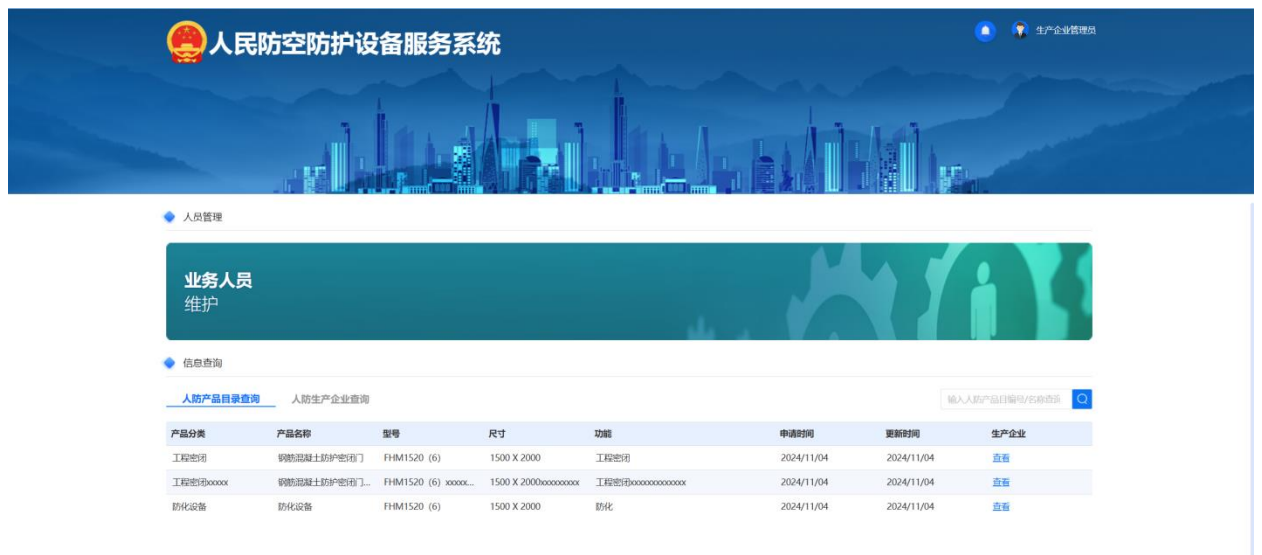 人民防空防护设备服务系统
生产企业管理员
人员管理
业务人员
维护
信息查询
人防产品目录查询 人防生产企业查询 输入人防产品目编号/名称查询
产品分类 产品名称 型号 尺寸 功能 申请时间 更新时间 生产企业
工程密闭 钢筋混凝土防护密闭门 FHM1520 (6) 1500 X 2000 工程密闭 2024/11/04 2024/11/04 查看
工程密闭xxxxx 钢筋混凝土防护密闭门... FHM1520 (6) xxxxx... 1500 X 2000xxxxxxxxx 工程密闭xxxxxxxxxxxx 2024/11/04 2024/11/04 查看
防化设备 防化设备 FHM1520 (6) 1500 X 2000 防化 2024/11/04 2024/11/04 查看